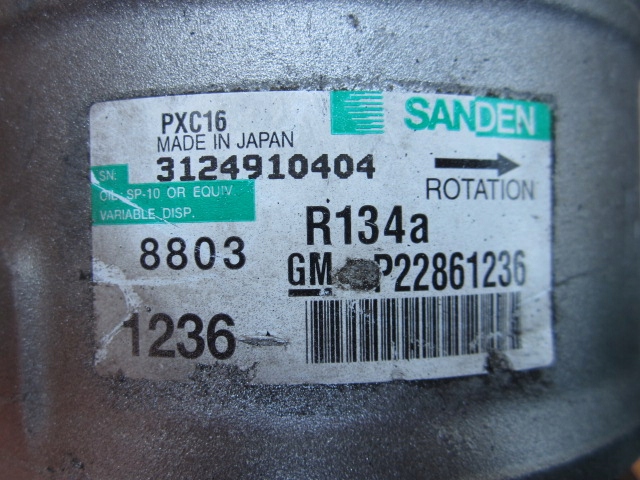 SANDEN
PXC16
MADE IN JAPAN
SN: 3124910404
ROTATION
OIL: SP-10 OR EQUIV.
VARIABLE DISP.
R134a
8803
GM P22861236
1236